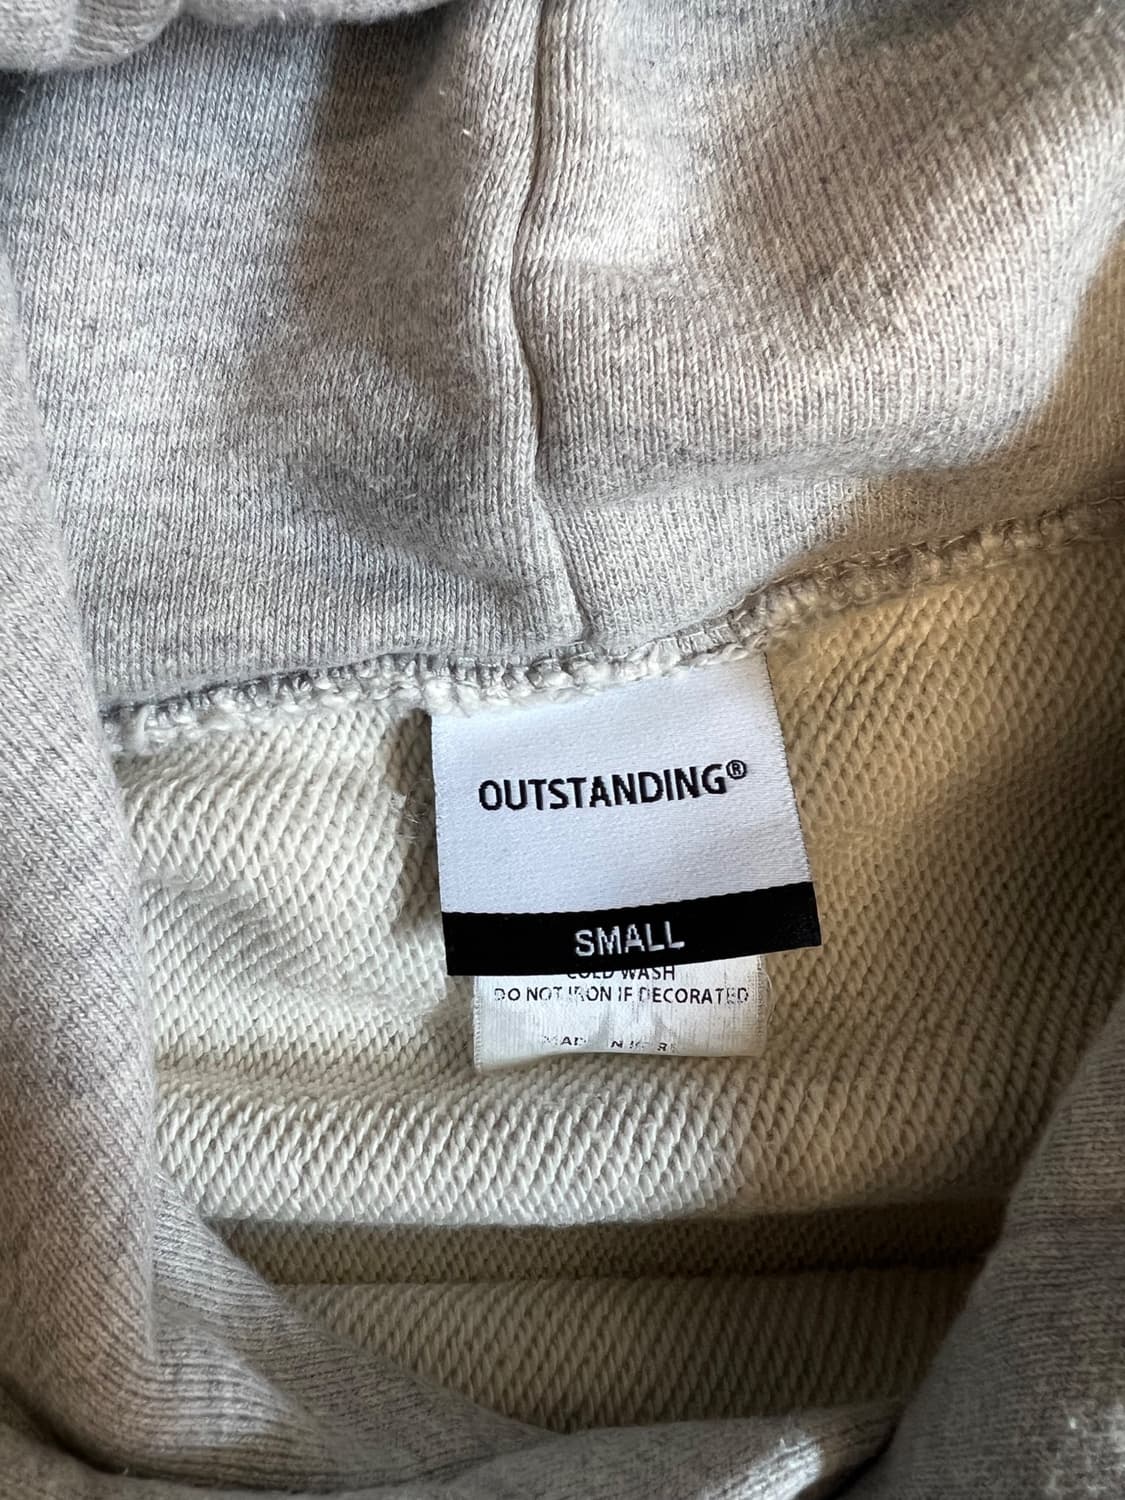 OUTSTANDING®
SMALL
COLD WASH
DO NOT IRON IF DECORATED